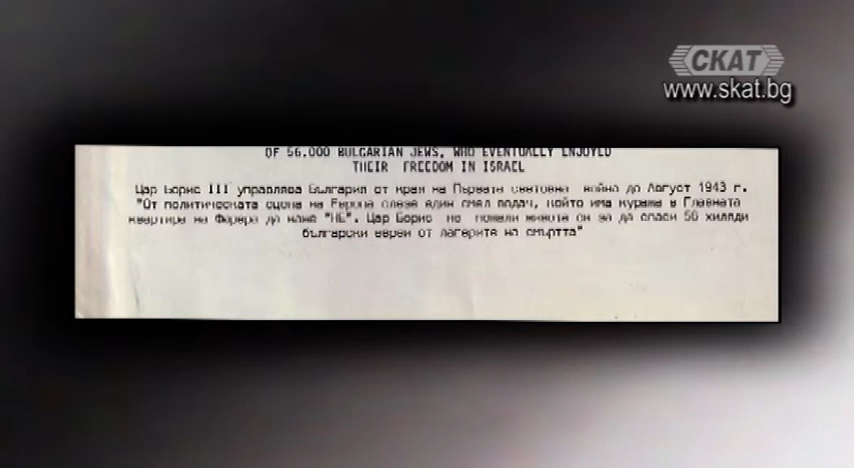 СКАТ
www.skat.bg
OF 56.000 BULGARIAN JEWS, WHO EVENTUALLY ENJOYED
THEIR FREEDOM IN ISRAEL
Цар Борис III управлява България от края на Първата световна война до Август 1943 г.
"От политическата сцена на Европа слезе един смел водач, който има куража в Главната
квартира на Фюрера да каже "НЕ". Цар Борис не пожали живота си за да спаси 50 хиляди
български евреи от лагерите на смъртта"